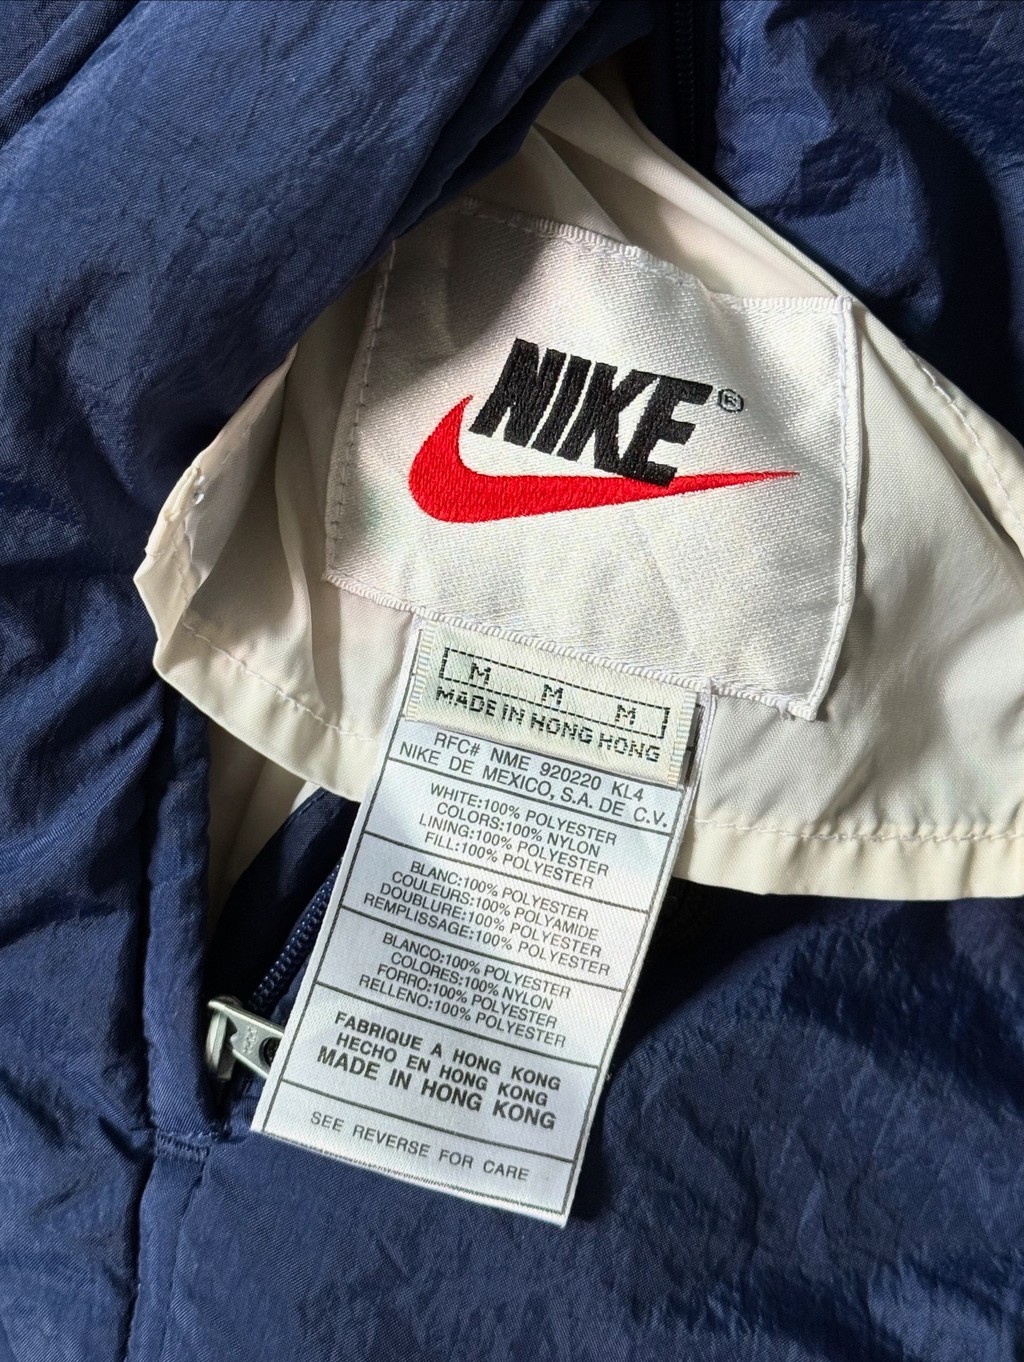 NIKE®
M M M
MADE IN HONG HONG
RFC# NME 920220 KL4
NIKE DE MEXICO, S.A. DE C.V.
WHITE:100% POLYESTER
COLORS:100% NYLON
LINING:100% POLYESTER
FILL:100% POLYESTER
BLANC:100% POLYESTER
COULEURS:100% POLYAMIDE
DOUBLURE:100% POLYESTER
REMPLISSAGE:100% POLYESTER
BLANCO:100% POLYESTER
COLORES:100% NYLON
FORRO:100% POLYESTER
RELLENO:100% POLYESTER
FABRIQUE A HONG KONG
HECHO EN HONG KONG
MADE IN HONG KONG
SEE REVERSE FOR CARE